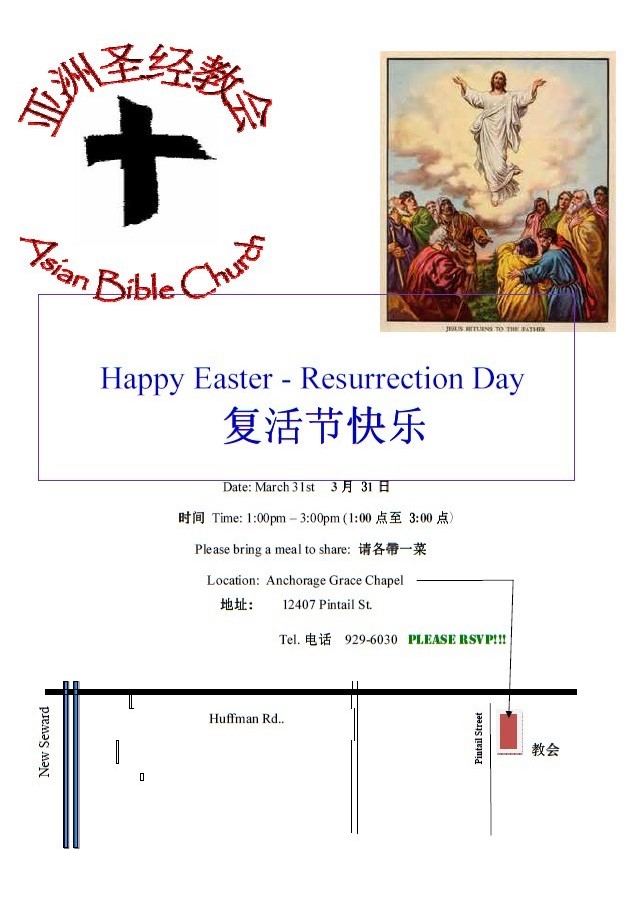 亚洲圣经教会
Asian Bible Church
JESUS RETURNS TO THE FATHER
Happy Easter - Resurrection Day
复活节快乐
Date: March 31st 3 月 31 日
时间 Time: 1:00pm – 3:00pm (1:00 点至 3:00 点)
Please bring a meal to share: 请各帶一菜
Location: Anchorage Grace Chapel
地址: 12407 Pintail St.
Tel. 电话 929-6030 PLEASE RSVP!!!
New Seward
Huffman Rd..
Pintail Street
教会